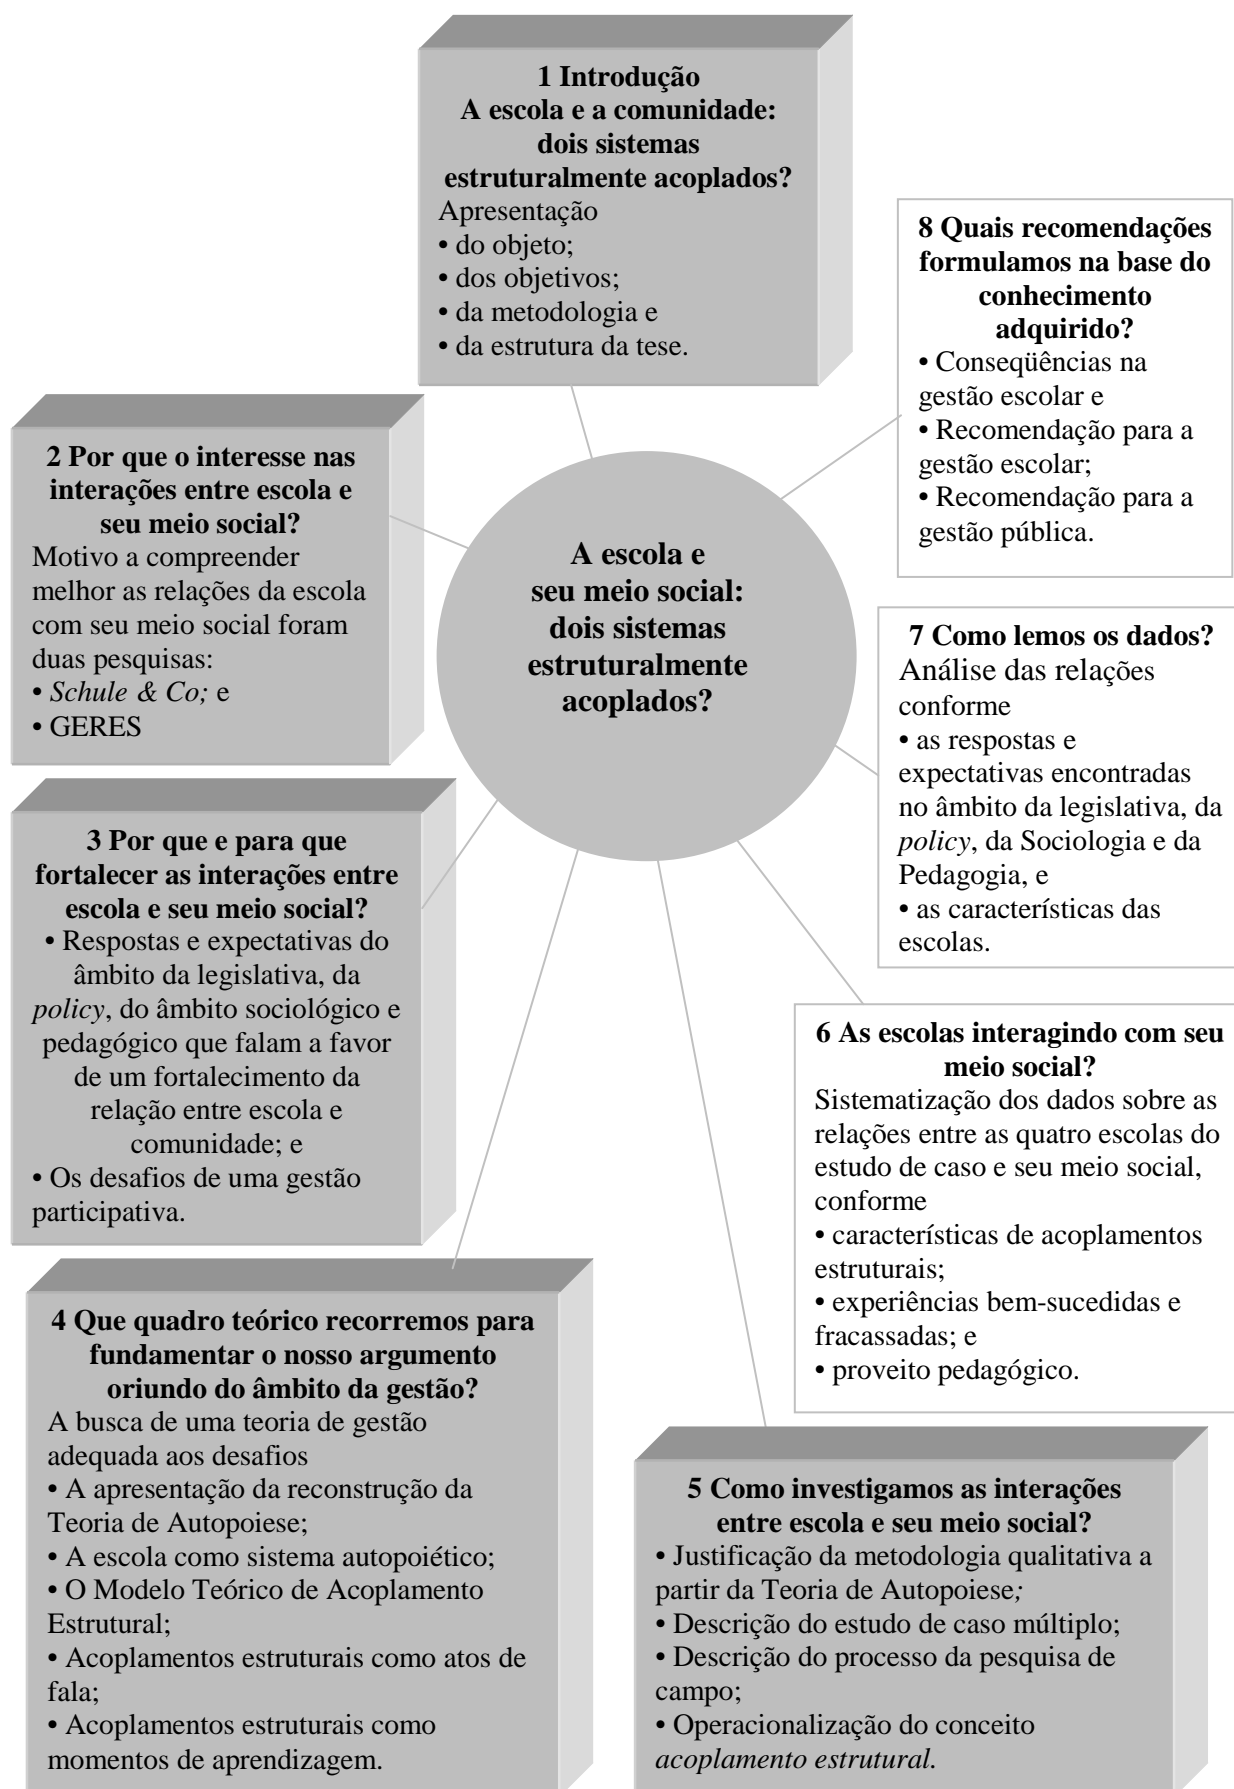 1 Introdução
A escola e a comunidade:
dois sistemas
estruturalmente acoplados?
Apresentação
• do objeto;
• dos objetivos;
• da metodologia e
• da estrutura da tese.
2 Por que o interesse nas
interações entre escola e
seu meio social?
Motivo a compreender
melhor as relações da escola
com seu meio social foram
duas pesquisas:
• Schule & Co; e
• GERES
3 Por que e para que
fortalecer as interações entre
escola e seu meio social?
• Respostas e expectativas do
âmbito da legislativa, da
policy, do âmbito sociológico e
pedagógico que falam a favor
de um fortalecimento da
relação entre escola e
comunidade; e
• Os desafios de uma gestão
participativa.
4 Que quadro teórico recorremos para
fundamentar o nosso argumento
oriundo do âmbito da gestão?
A busca de uma teoria de gestão
adequada aos desafios
• A apresentação da reconstrução da
Teoria de Autopoiese;
• A escola como sistema autopoiético;
• O Modelo Teórico de Acoplamento
Estrutural;
• Acoplamentos estruturais como atos de
fala;
• Acoplamentos estruturais como
momentos de aprendizagem.
A escola e
seu meio social:
dois sistemas
estruturalmente
acoplados?
8 Quais recomendações
formulamos na base do
conhecimento
adquirido?
• Conseqüências na
gestão escolar e
• Recomendação para a
gestão escolar;
• Recomendação para a
gestão pública.
7 Como lemos os dados?
Análise das relações
conforme
• as respostas e
expectativas encontradas
no âmbito da legislativa, da
policy, da Sociologia e da
Pedagogia, e
• as características das
escolas.
6 As escolas interagindo com seu
meio social?
Sistematização dos dados sobre as
relações entre as quatro escolas do
estudo de caso e seu meio social,
conforme
• características de acoplamentos
estruturais;
• experiências bem-sucedidas e
fracassadas; e
• proveito pedagógico.
5 Como investigamos as interações
entre escola e seu meio social?
• Justificação da metodologia qualitativa a
partir da Teoria de Autopoiese;
• Descrição do estudo de caso múltiplo;
• Descrição do processo da pesquisa de
campo;
• Operacionalização do conceito
acoplamento estrutural.